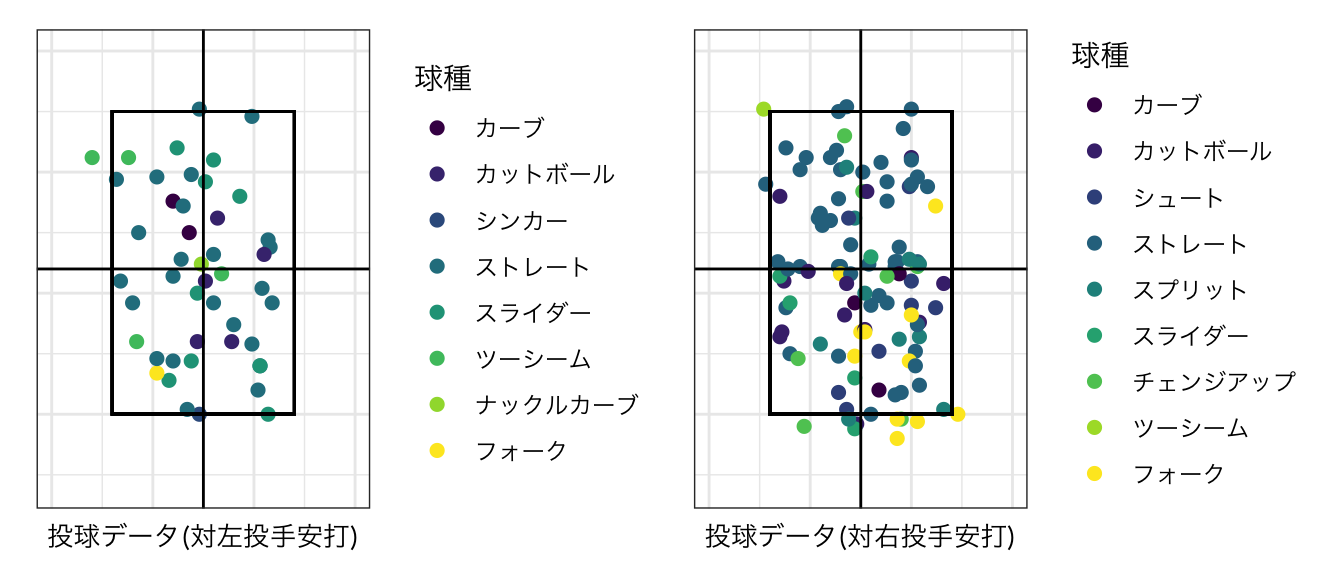 球種
カーブ
カットボール
シンカー
ストレート
スライダー
ツーシーム
ナックルカーブ
フォーク
投球データ(対左投手安打)
球種
カーブ
カットボール
シュート
ストレート
スプリット
スライダー
チェンジアップ
ツーシーム
フォーク
投球データ(対右投手安打)